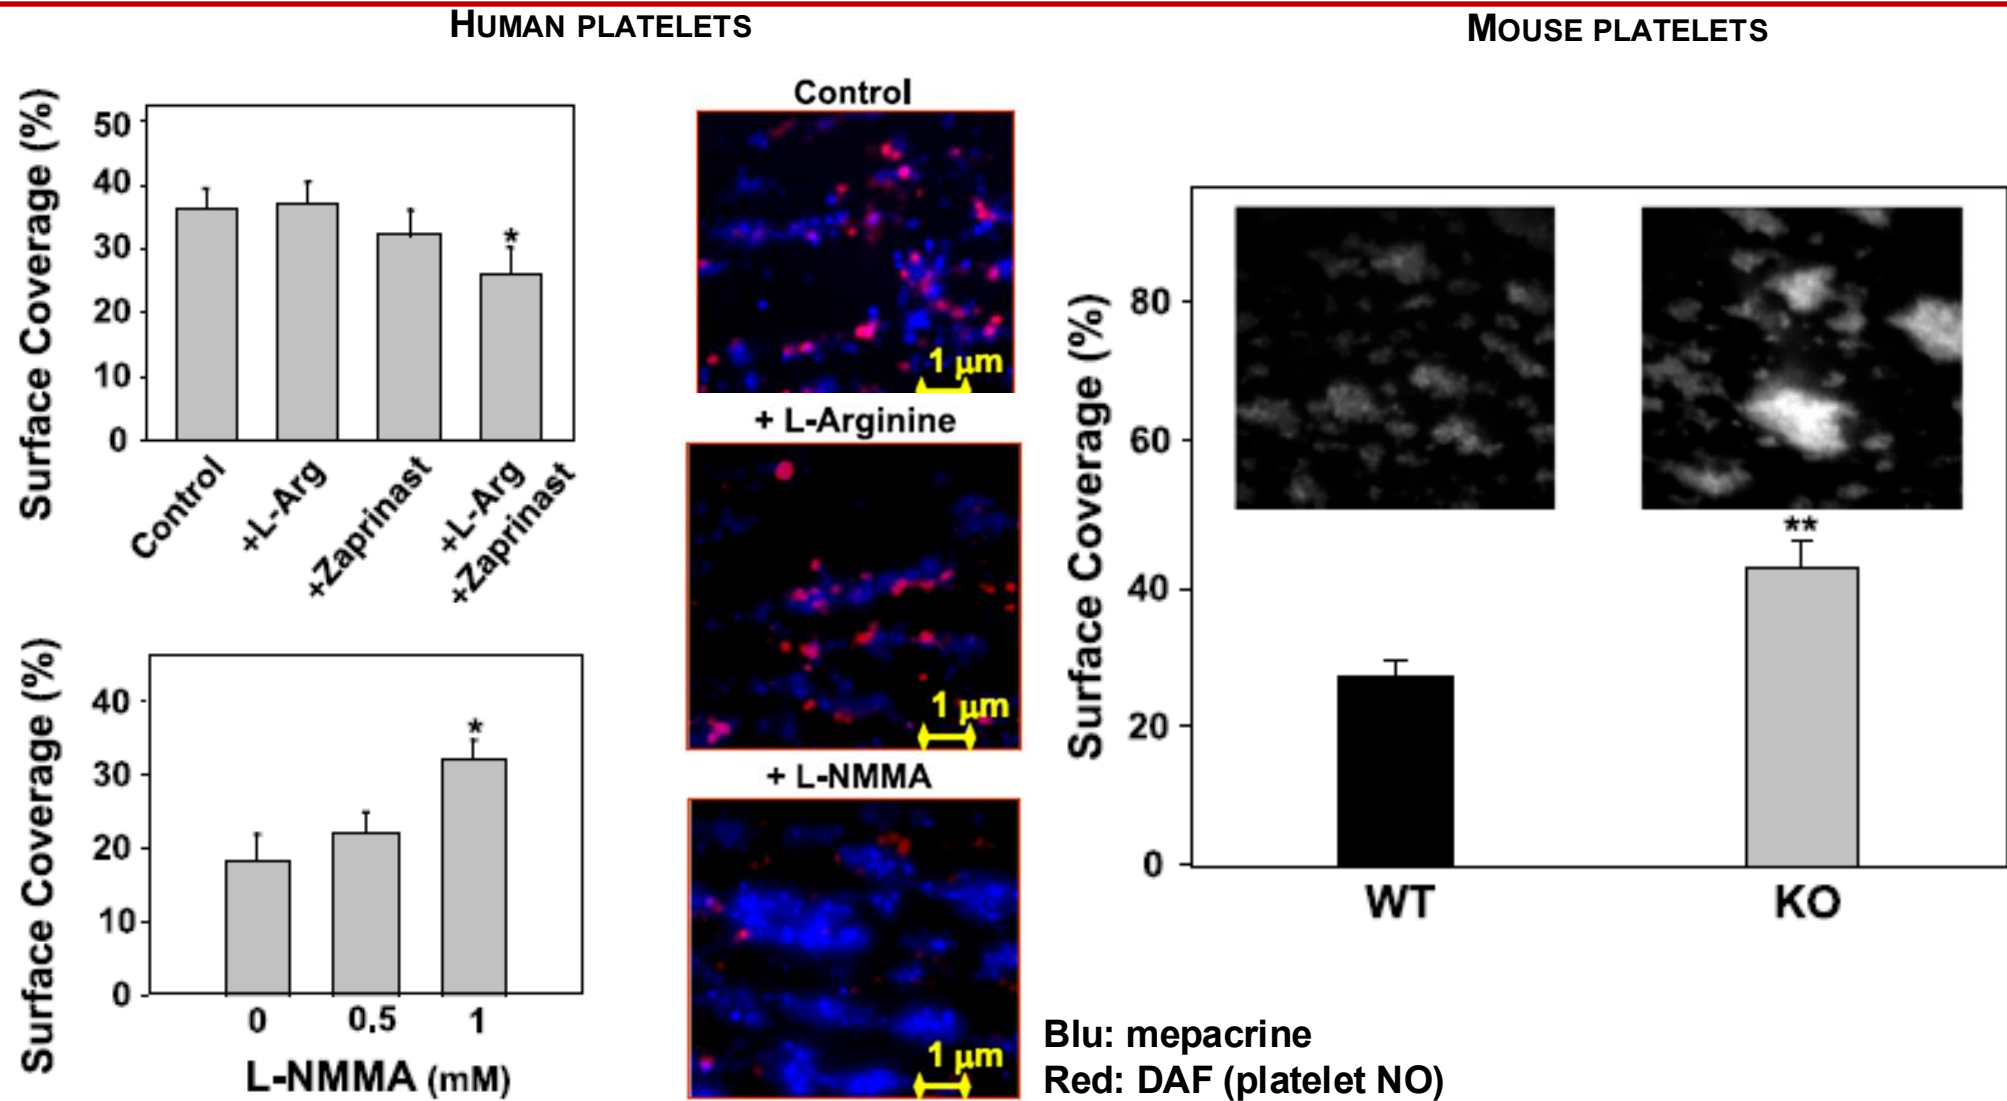 HUMAN PLATELETS
MOUSE PLATELETS
Surface Coverage (%)
50
40
30
20
10
0
Control
+L-Arg
+Zaprinast
+L-Arg
+Zaprinast
*
Surface Coverage (%)
40
30
20
10
0
*
0 0.5 1
L-NMMA (mM)
Control
1 μm
+ L-Arginine
1 μm
+ L-NMMA
1 μm
Surface Coverage (%)
80
60
40
20
0
**
WT KO
Blu: mepacrine
Red: DAF (platelet NO)